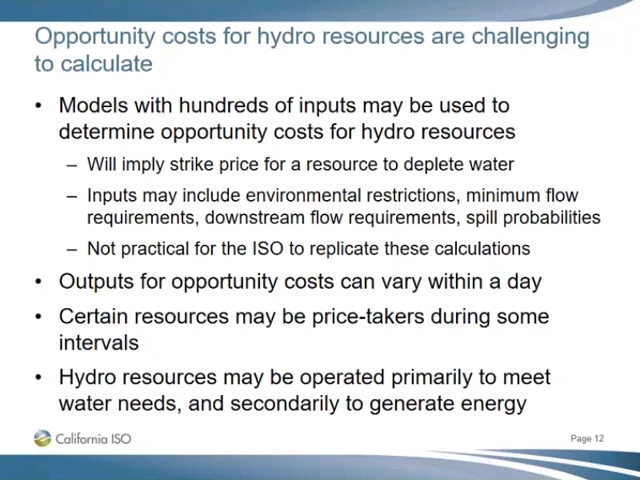 Opportunity costs for hydro resources are challenging
to calculate
• Models with hundreds of inputs may be used to
determine opportunity costs for hydro resources
– Will imply strike price for a resource to deplete water
– Inputs may include environmental restrictions, minimum flow
requirements, downstream flow requirements, spill probabilities
– Not practical for the ISO to replicate these calculations
• Outputs for opportunity costs can vary within a day
• Certain resources may be price-takers during some
intervals
• Hydro resources may be operated primarily to meet
water needs, and secondarily to generate energy
California ISO
Page 12